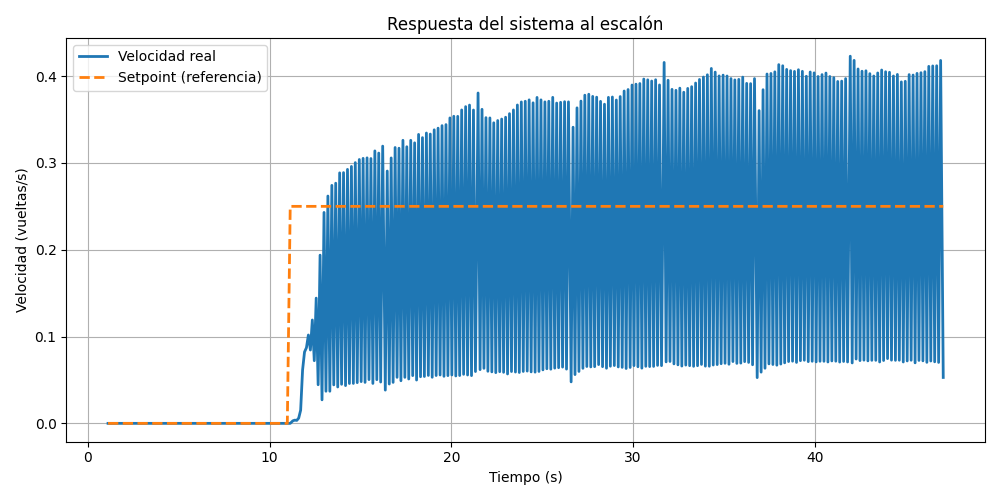 Respuesta del sistema al escalón
Velocidad real
Setpoint (referencia)
Velocidad (vueltas/s)
0.4
0.3
0.2
0.1
0.0
0 10 20 30 40
Tiempo (s)